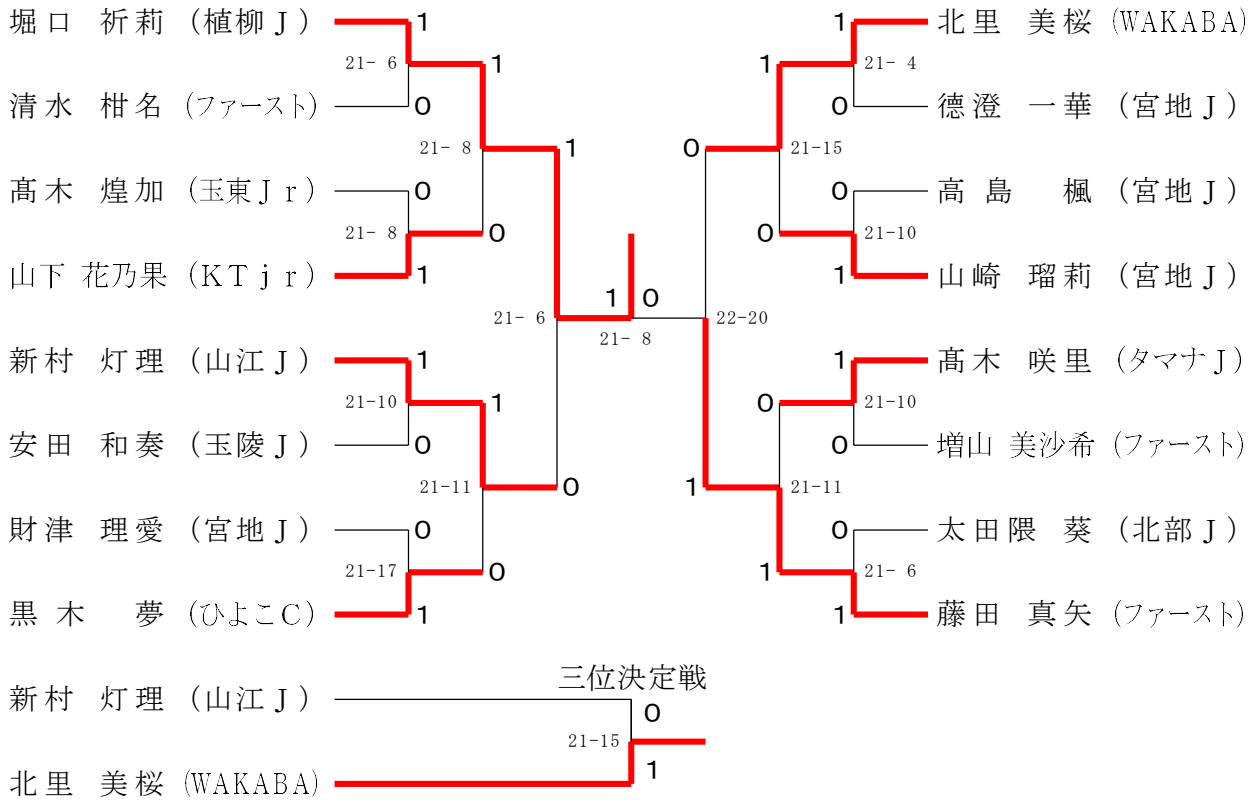 堀口 祈莉 (植柳Ｊ) 1 1 北里 美桜 (WAKABA)
21- 6 1 1 21- 4
清水 柑名 (ファースト) 0 0 德澄 一華 (宮地Ｊ)
21- 8 1 0 21-15
髙木 煌加 (玉東Ｊｒ) 0 0 高島 楓 (宮地Ｊ)
21- 8 0 0 21-10
山下 花乃果 (ＫＴｊｒ) 1 1 山崎 瑠莉 (宮地Ｊ)
21- 6 1 0 22-20
21- 8
新村 灯理 (山江Ｊ) 1 1 髙木 咲里 (タマナＪ)
21-10 1 0 21-10
安田 和奏 (玉陵Ｊ) 0 0 増山 美沙希 (ファースト)
21-11 0 1 21-11
財津 理愛 (宮地Ｊ) 0 0 太田隈 葵 (北部Ｊ)
21-17 0 1 21- 6
黒木 夢 (ひよこＣ) 1 1 藤田 真矢 (ファースト)
三位決定戦
新村 灯理 (山江Ｊ) 0
21-15
北里 美桜 (WAKABA) 1